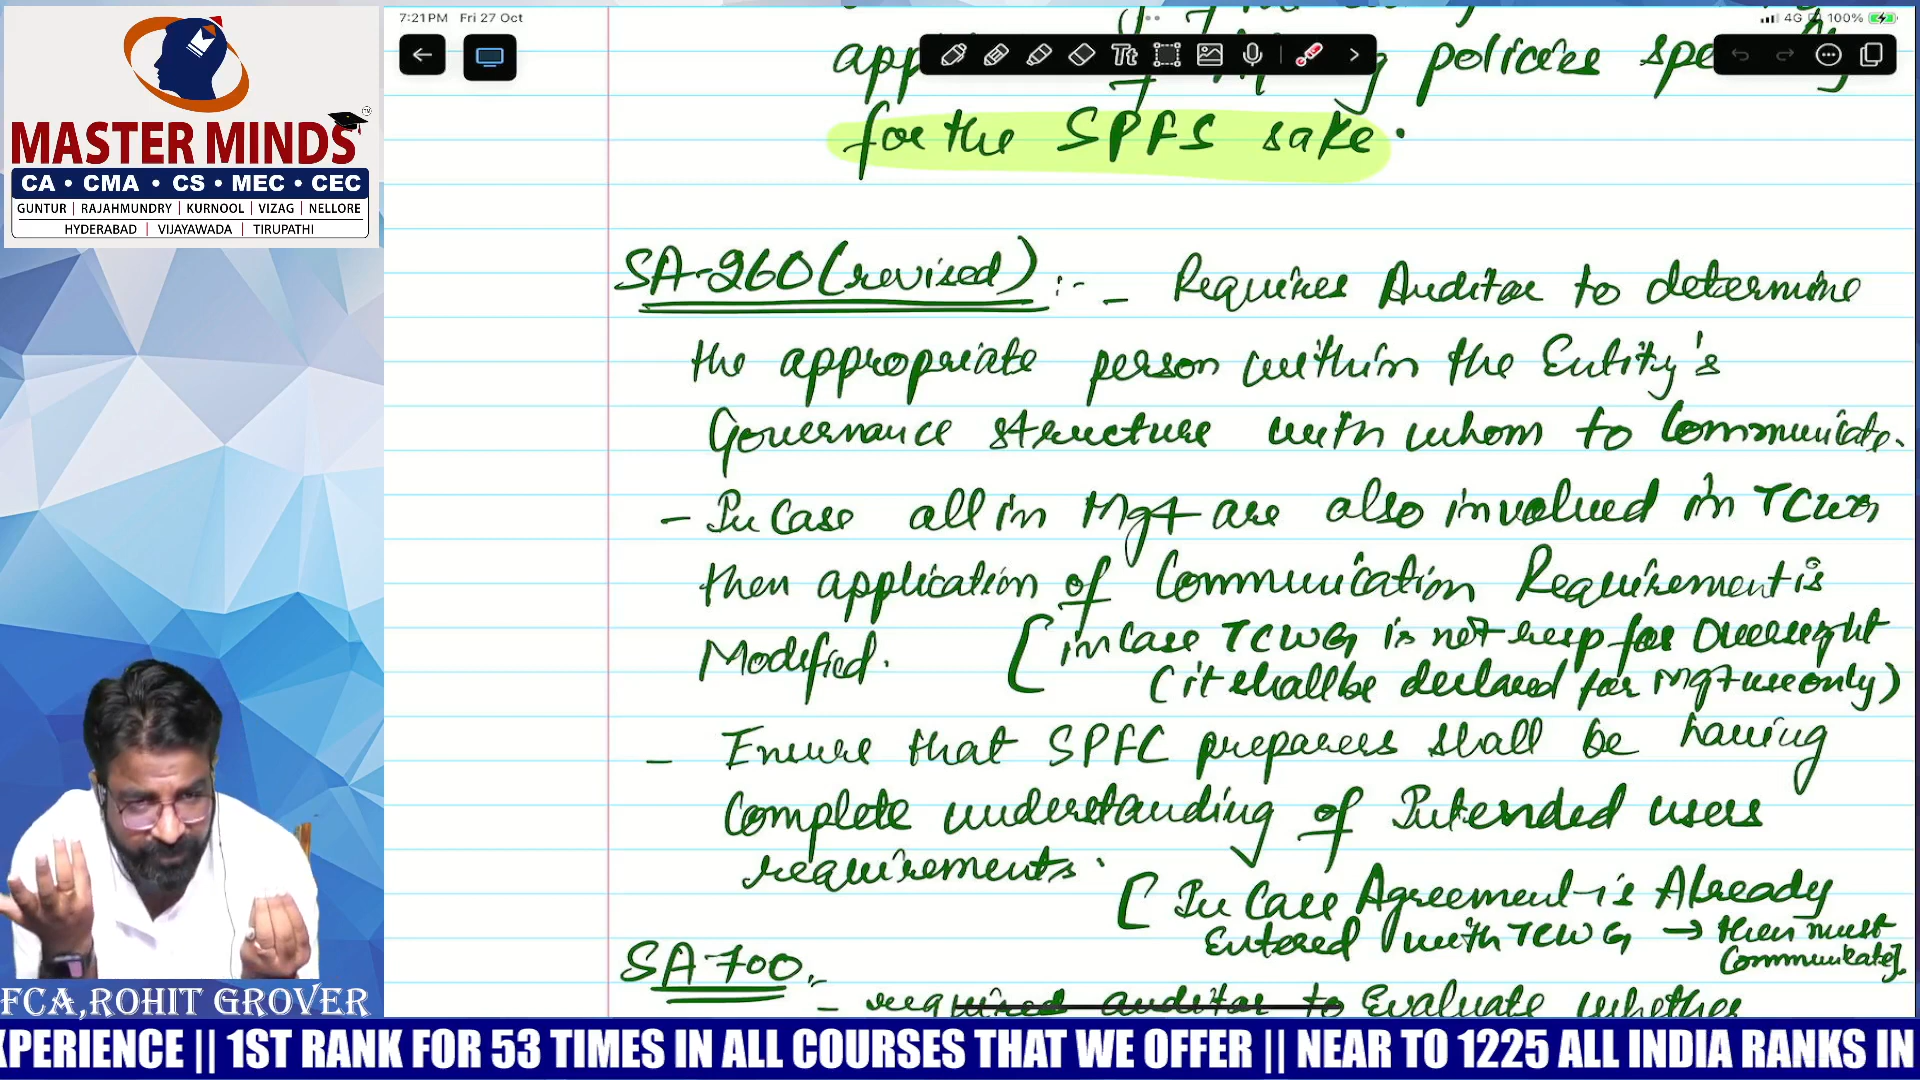 7:21 PM Fri 27 Oct
4G 100%
MASTER MINDS
CA • CMA • CS • MEC • CEC
GUNTUR | RAJAHMUNDRY | KURNOOL | VIZAG | NELLORE
HYDERABAD | VIJAYAWADA | TIRUPATHI
Tt
policies
for the SPFS sake.
SA-260 (revised) :- - Requires Auditor to determine
the appropriate person within the Entity's
Governance structure with whom to Communicate.
- In Case all in Mgt are also involved in TCWG
then application of Communication Requirement is
Modified. [in Case TCWG is not resp for Oversight
(it shall be declared for Mgt use only)
- Ensure that SPFC preparers shall be having
Complete understanding of Intended users
requirements.
[In Case Agreement is Already
Entered with TCWG → then must
Communicate].
SA 700 :-
- required auditor to Evaluate whether
FCA,ROHIT GROVER
XPERIENCE || 1ST RANK FOR 53 TIMES IN ALL COURSES THAT WE OFFER || NEAR TO 1225 ALL INDIA RANKS IN